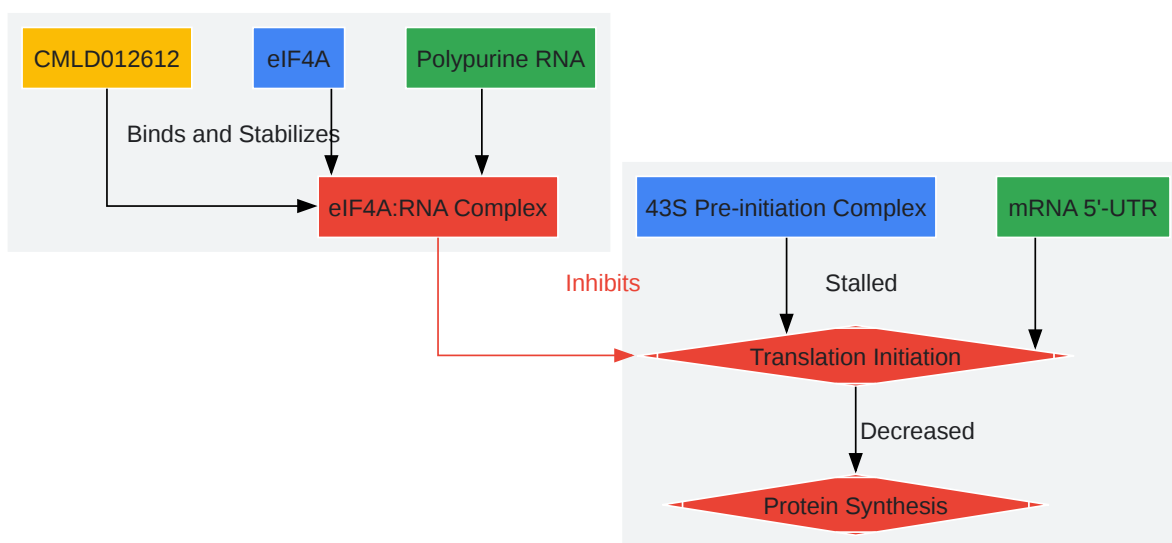 CMLD012612
eIF4A
Polypurine RNA
Binds and Stabilizes
eIF4A:RNA Complex
43S Pre-initiation Complex
mRNA 5'-UTR
Inhibits
Stalled
Translation Initiation
Decreased
Protein Synthesis